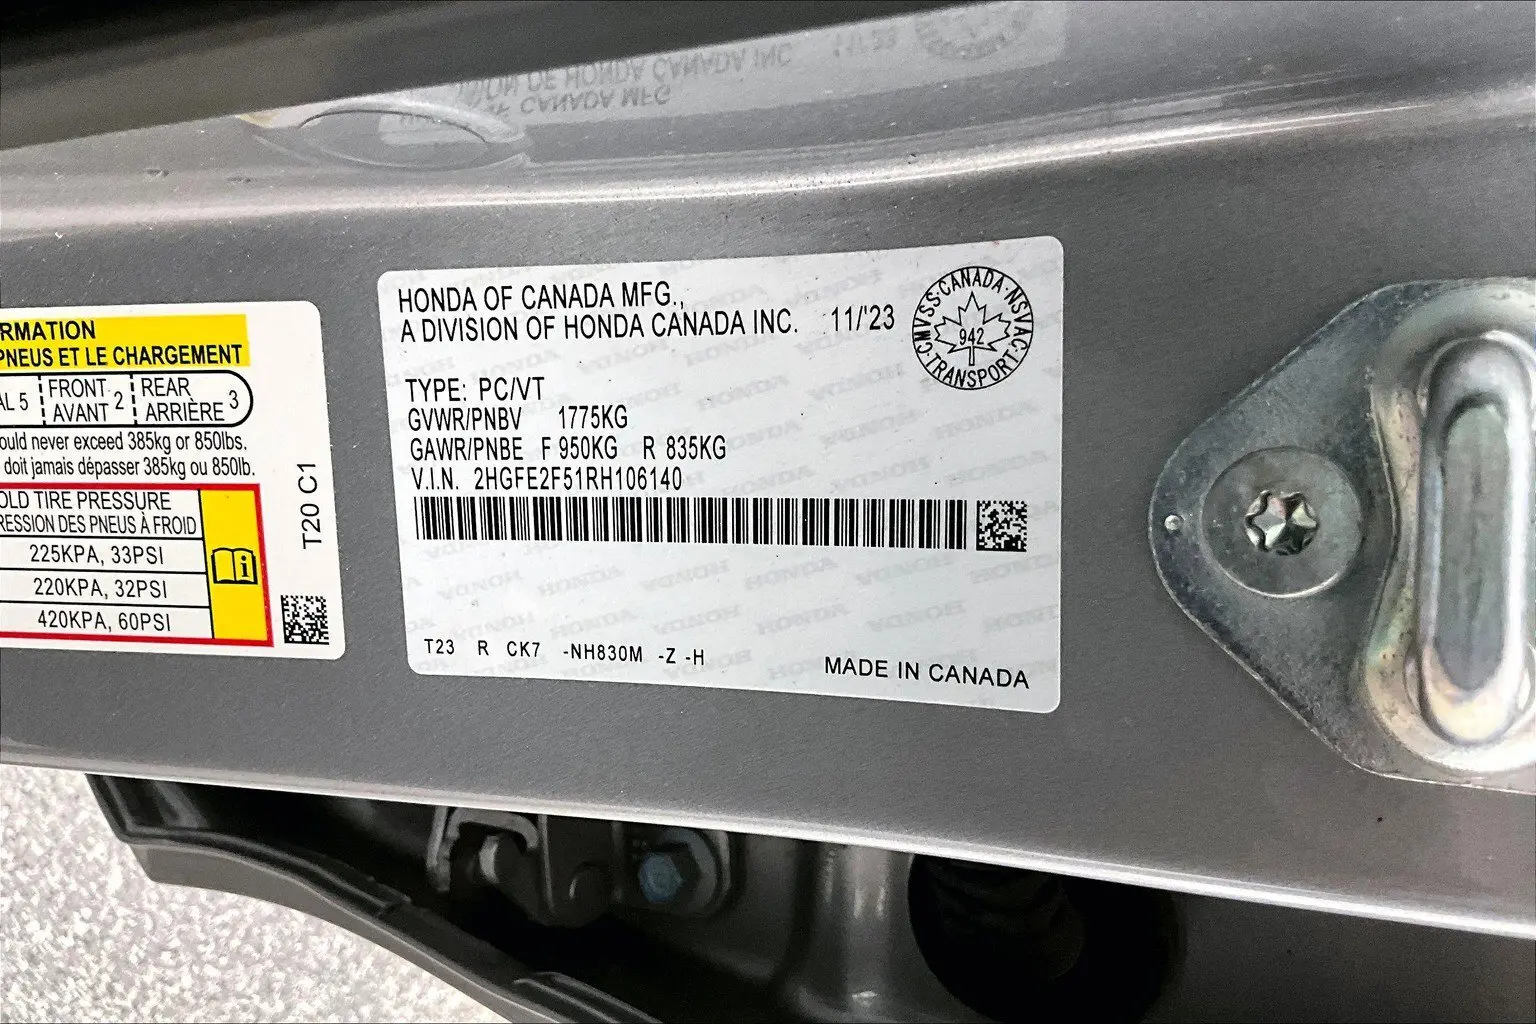 RMATION
PNEUS ET LE CHARGEMENT
AL 5 FRONT AVANT 2 REAR ARRIÈRE 3
ould never exceed 385kg or 850lbs.
doit jamais dépasser 385kg ou 850lb.
OLD TIRE PRESSURE
RESSION DES PNEUS À FROID
225KPA, 33PSI
220KPA, 32PSI
420KPA, 60PSI
T20 C1
HONDA OF CANADA MFG.,
A DIVISION OF HONDA CANADA INC. 11/'23
CMVSS·CANADA·NSVAC·TRANSPORT·
942
TYPE: PC/VT
GVWR/PNBV 1775KG
GAWR/PNBE F 950KG R 835KG
V.I.N. 2HGFE2F51RH106140
T23 R CK7 -NH830M -Z -H
MADE IN CANADA